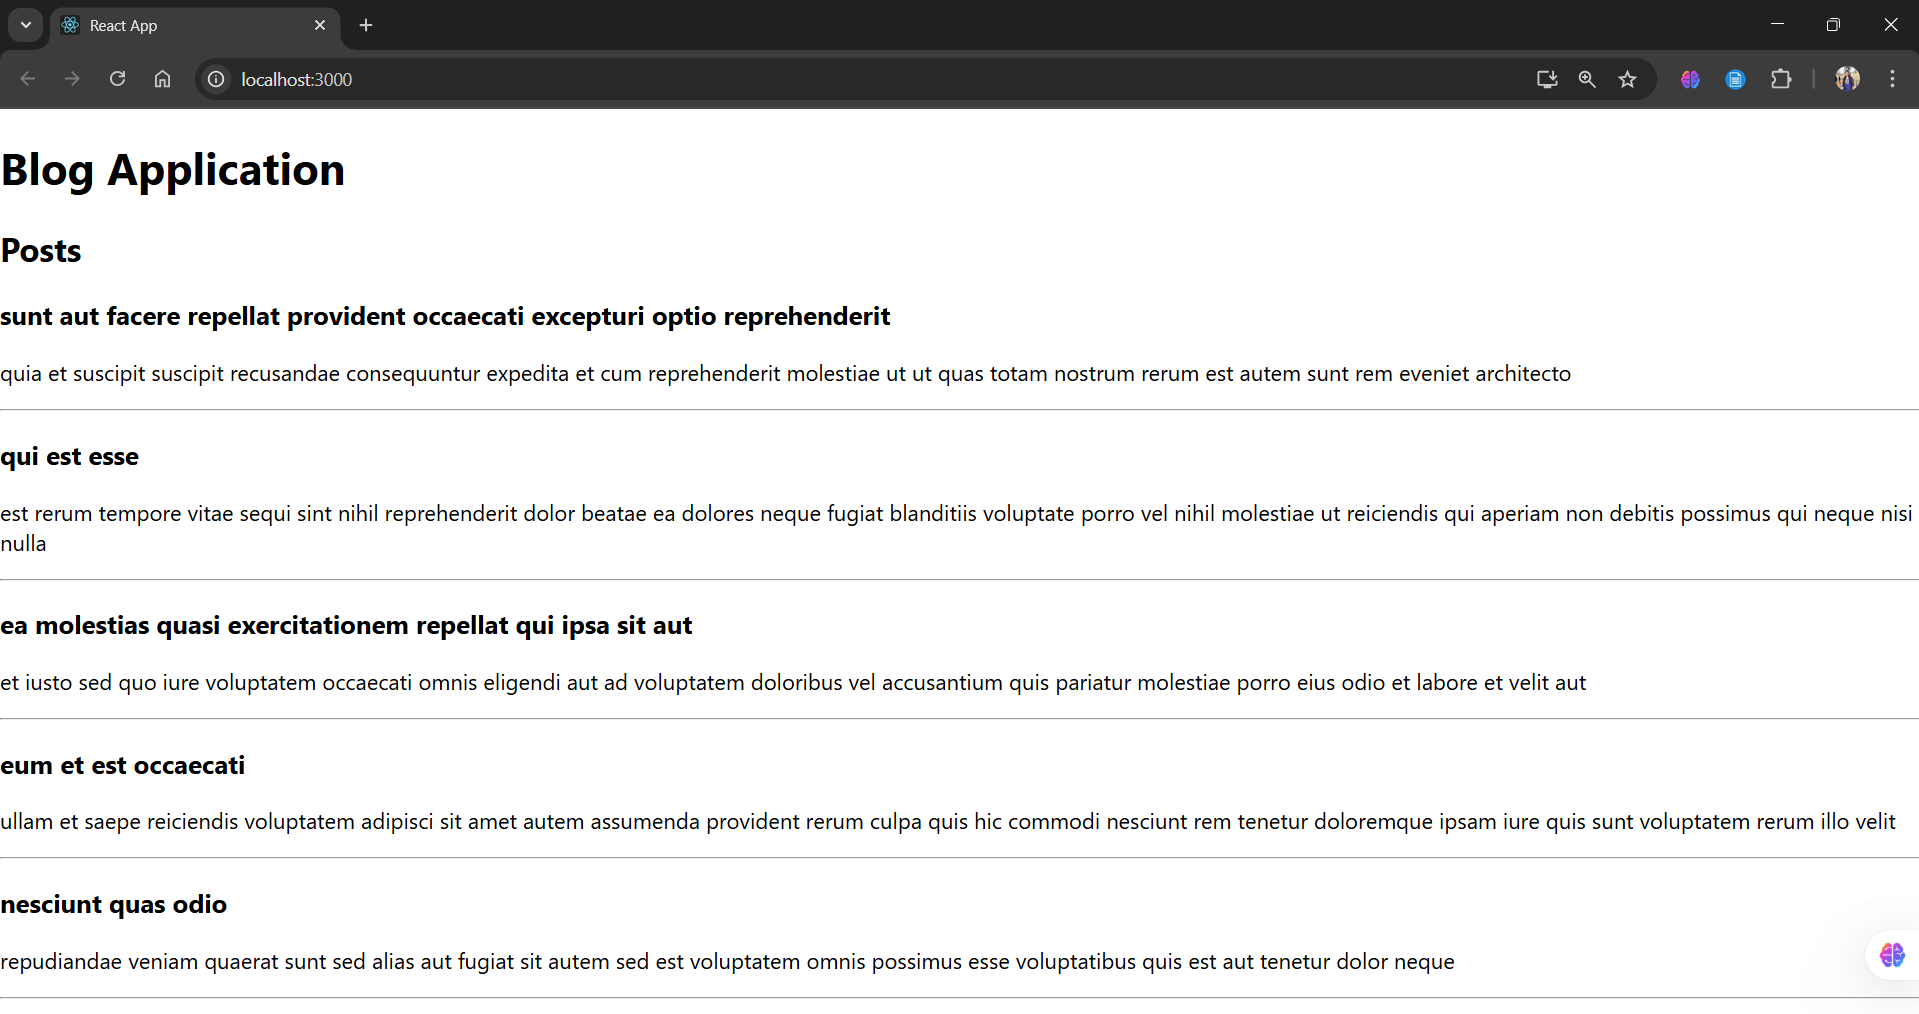 React App
localhost:3000
Blog Application
Posts
sunt aut facere repellat provident occaecati excepturi optio reprehenderit
quia et suscipit suscipit recusandae consequuntur expedita et cum reprehenderit molestiae ut ut quas totam nostrum rerum est autem sunt rem eveniet architecto
qui est esse
est rerum tempore vitae sequi sint nihil reprehenderit dolor beatae ea dolores neque fugiat blanditiis voluptate porro vel nihil molestiae ut reiciendis qui aperiam non debitis possimus qui neque nisi
nulla
ea molestias quasi exercitationem repellat qui ipsa sit aut
et iusto sed quo iure voluptatem occaecati omnis eligendi aut ad voluptatem doloribus vel accusantium quis pariatur molestiae porro eius odio et labore et velit aut
eum et est occaecati
ullam et saepe reiciendis voluptatem adipisci sit amet autem assumenda provident rerum culpa quis hic commodi nesciunt rem tenetur doloremque ipsam iure quis sunt voluptatem rerum illo velit
nesciunt quas odio
repudiandae veniam quaerat sunt sed alias aut fugiat sit autem sed est voluptatem omnis possimus esse voluptatibus quis est aut tenetur dolor neque